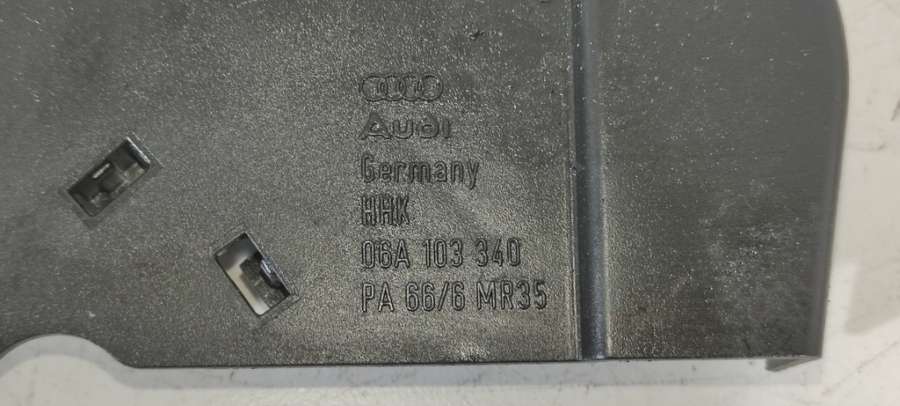 Audi
Germany
HHK
06A 103 340
PA 66/6 MR35